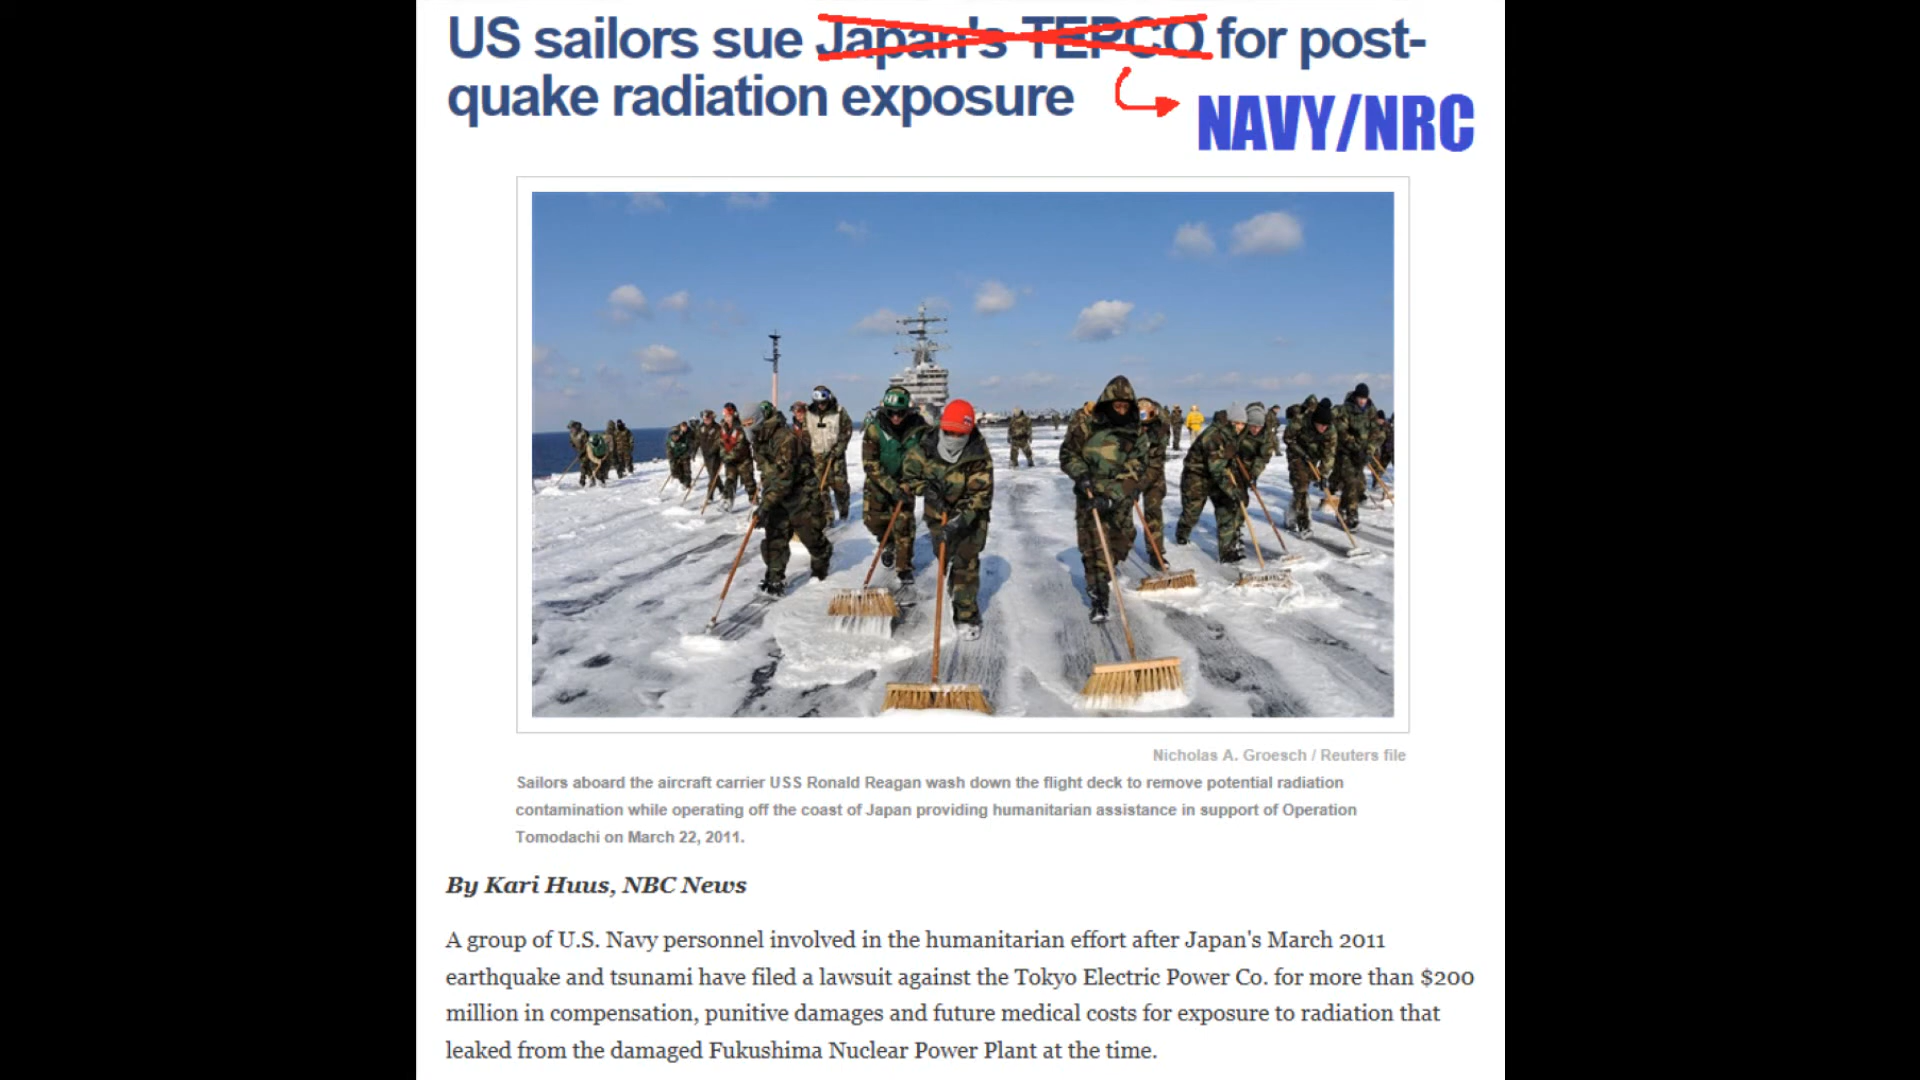 US sailors sue Japan's TEPCO for post-
quake radiation exposure
NAVY/NRC
Nicholas A. Groesch / Reuters file
Sailors aboard the aircraft carrier USS Ronald Reagan wash down the flight deck to remove potential radiation
contamination while operating off the coast of Japan providing humanitarian assistance in support of Operation
Tomodachi on March 22, 2011.
By Kari Huus, NBC News
A group of U.S. Navy personnel involved in the humanitarian effort after Japan's March 2011
earthquake and tsunami have filed a lawsuit against the Tokyo Electric Power Co. for more than $200
million in compensation, punitive damages and future medical costs for exposure to radiation that
leaked from the damaged Fukushima Nuclear Power Plant at the time.